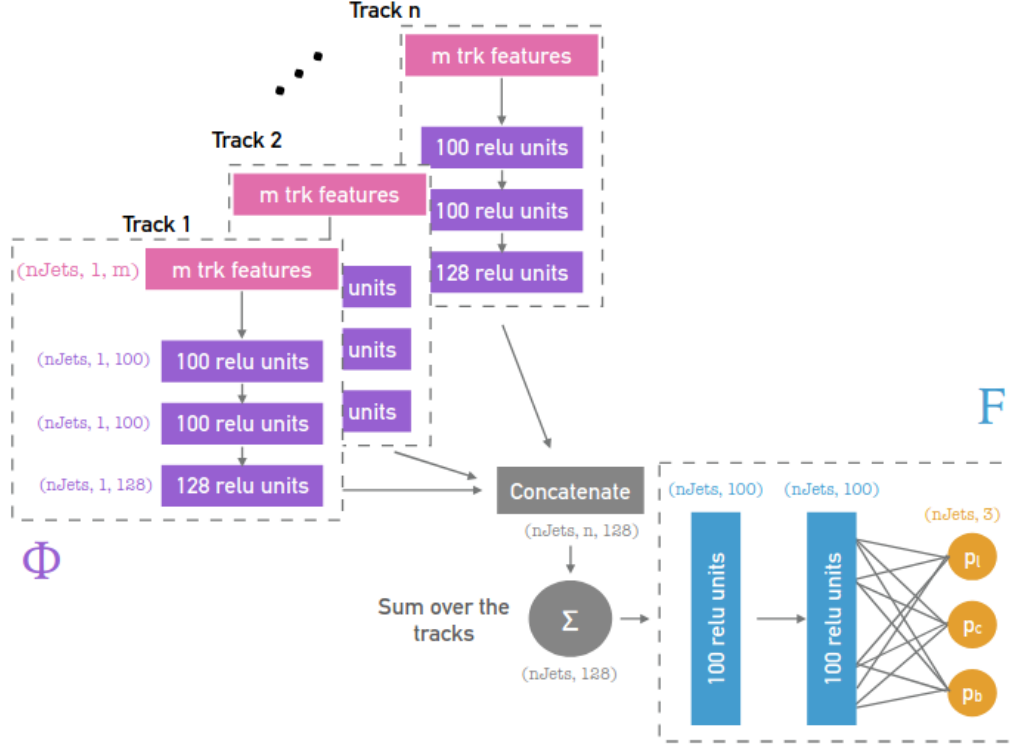 Track n
m trk features
100 relu units
100 relu units
128 relu units
Track 2
m trk features
units
units
units
Track 1
(nJets, 1, m)
m trk features
(nJets, 1, 100)
100 relu units
(nJets, 1, 100)
100 relu units
(nJets, 1, 128)
128 relu units
Φ
Concatenate
(nJets, n, 128)
Sum over the
tracks
Σ
(nJets, 128)
F
(nJets, 100)
(nJets, 100)
(nJets, 3)
100 relu units
100 relu units
pl
pc
pb